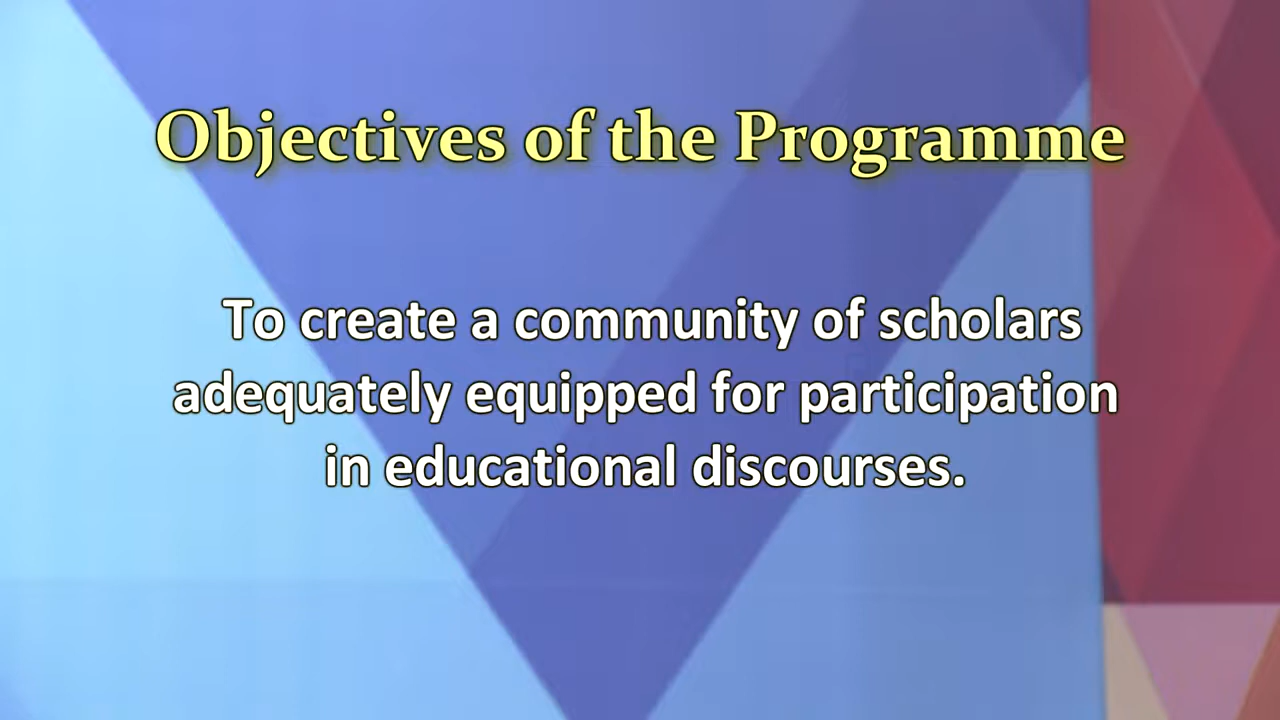 Objectives of the Programme
To create a community of scholars
adequately equipped for participation
in educational discourses.